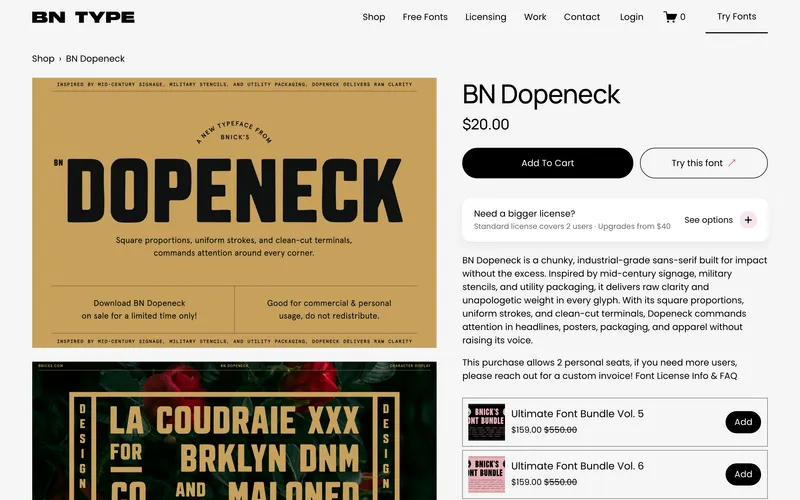 BN TYPE
Shop Free Fonts Licensing Work Contact Login 0 Try Fonts
Shop › BN Dopeneck
INSPIRED BY MID-CENTURY SIGNAGE, MILITARY STENCILS, AND UTILITY PACKAGING, DOPENECK DELIVERS RAW CLARITY
A NEW TYPEFACE FROM
BNICK'S
BN DOPENECK
Square proportions, uniform strokes, and clean-cut terminals,
commands attention around every corner.
Download BN Dopeneck
on sale for a limited time only!
Good for commercial & personal
usage, do not redistribute.
INSPIRED BY MID-CENTURY SIGNAGE, MILITARY STENCILS, AND UTILITY PACKAGING, DOPENECK DELIVERS RAW CLARITY
BNICKS.COM BN DOPENECK CHARACTER DISPLAY
DESIGN
LA COUDRAIE XXX
FOR BRKLYN DNM
CO AND MALONED
DESIGN
BN Dopeneck
$20.00
Add To Cart
Try this font ↗
Need a bigger license?
Standard license covers 2 users · Upgrades from $40
See options +
BN Dopeneck is a chunky, industrial-grade sans-serif built for impact
without the excess. Inspired by mid-century signage, military
stencils, and utility packaging, it delivers raw clarity and
unapologetic weight in every glyph. With its square proportions,
uniform strokes, and clean-cut terminals, Dopeneck commands
attention in headlines, posters, packaging, and apparel without
raising its voice.
This purchase allows 2 personal seats, if you need more users,
please reach out for a custom invoice! Font License Info & FAQ
BNICK'S
FONT BUNDLE
Ultimate Font Bundle Vol. 5
$159.00 $550.00
Add
BNICK'S
FONT BUNDLE
Ultimate Font Bundle Vol. 6
$159.00 $550.00
Add